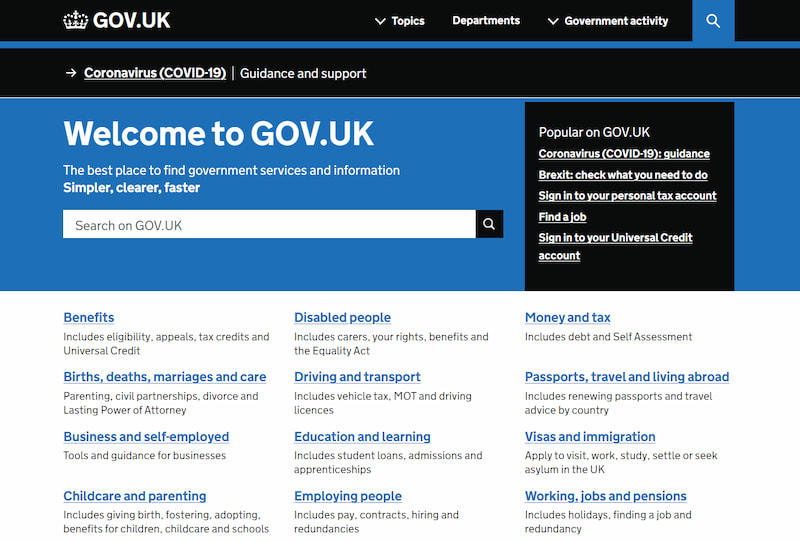 GOV.UK
Topics
Departments
Government activity
→ Coronavirus (COVID-19) | Guidance and support
Welcome to GOV.UK
The best place to find government services and information
Simpler, clearer, faster
Search on GOV.UK
Popular on GOV.UK
Coronavirus (COVID-19): guidance
Brexit: check what you need to do
Sign in to your personal tax account
Find a job
Sign in to your Universal Credit
account
Benefits
Includes eligibility, appeals, tax credits and
Universal Credit
Disabled people
Includes carers, your rights, benefits and
the Equality Act
Money and tax
Includes debt and Self Assessment
Births, deaths, marriages and care
Parenting, civil partnerships, divorce and
Lasting Power of Attorney
Driving and transport
Includes vehicle tax, MOT and driving
licences
Passports, travel and living abroad
Includes renewing passports and travel
advice by country
Business and self-employed
Tools and guidance for businesses
Education and learning
Includes student loans, admissions and
apprenticeships
Visas and immigration
Apply to visit, work, study, settle or seek
asylum in the UK
Childcare and parenting
Includes giving birth, fostering, adopting,
benefits for children, childcare and schools
Employing people
Includes pay, contracts, hiring and
redundancies
Working, jobs and pensions
Includes holidays, finding a job and
redundancy